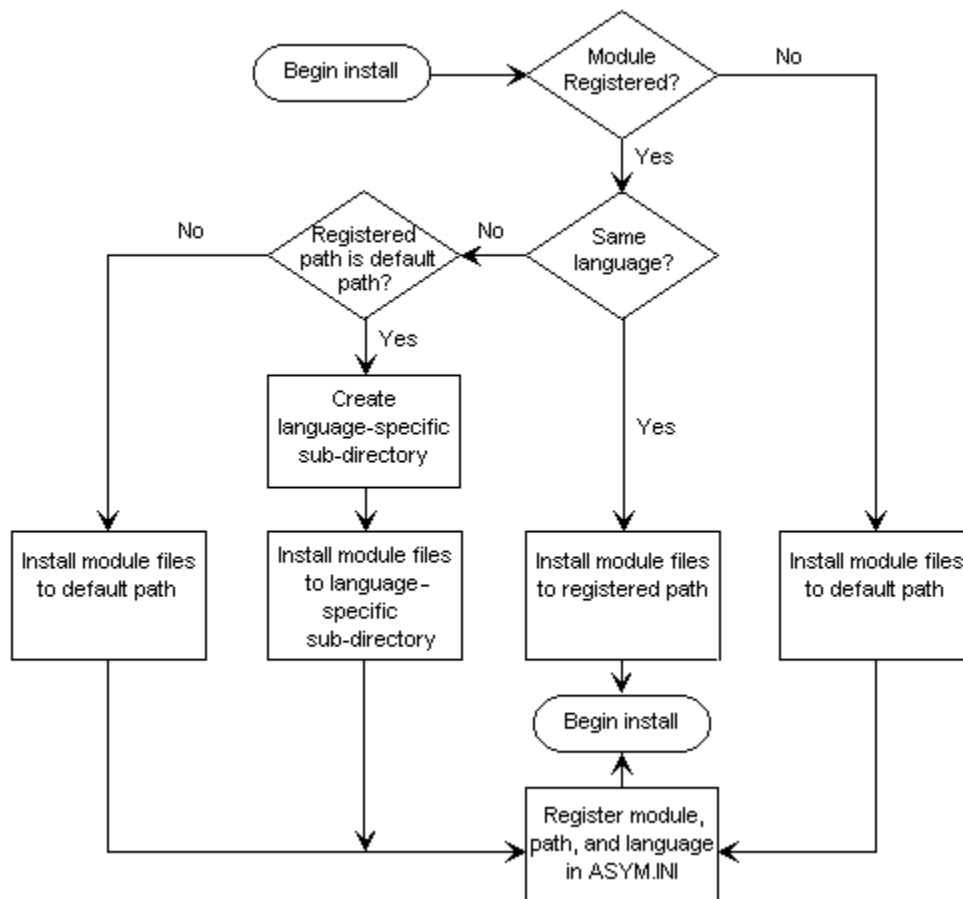 Begin install
Module
Registered?
No
Yes
No
Registered
path is default
path?
No
Same
language?
Yes
Create
language-specific
sub-directory
Yes
Install module files
to default path
Install module files
to language-
specific
sub-directory
Install module files
to registered path
Install module files
to default path
Begin install
Register module,
path, and language
in ASYM.INI